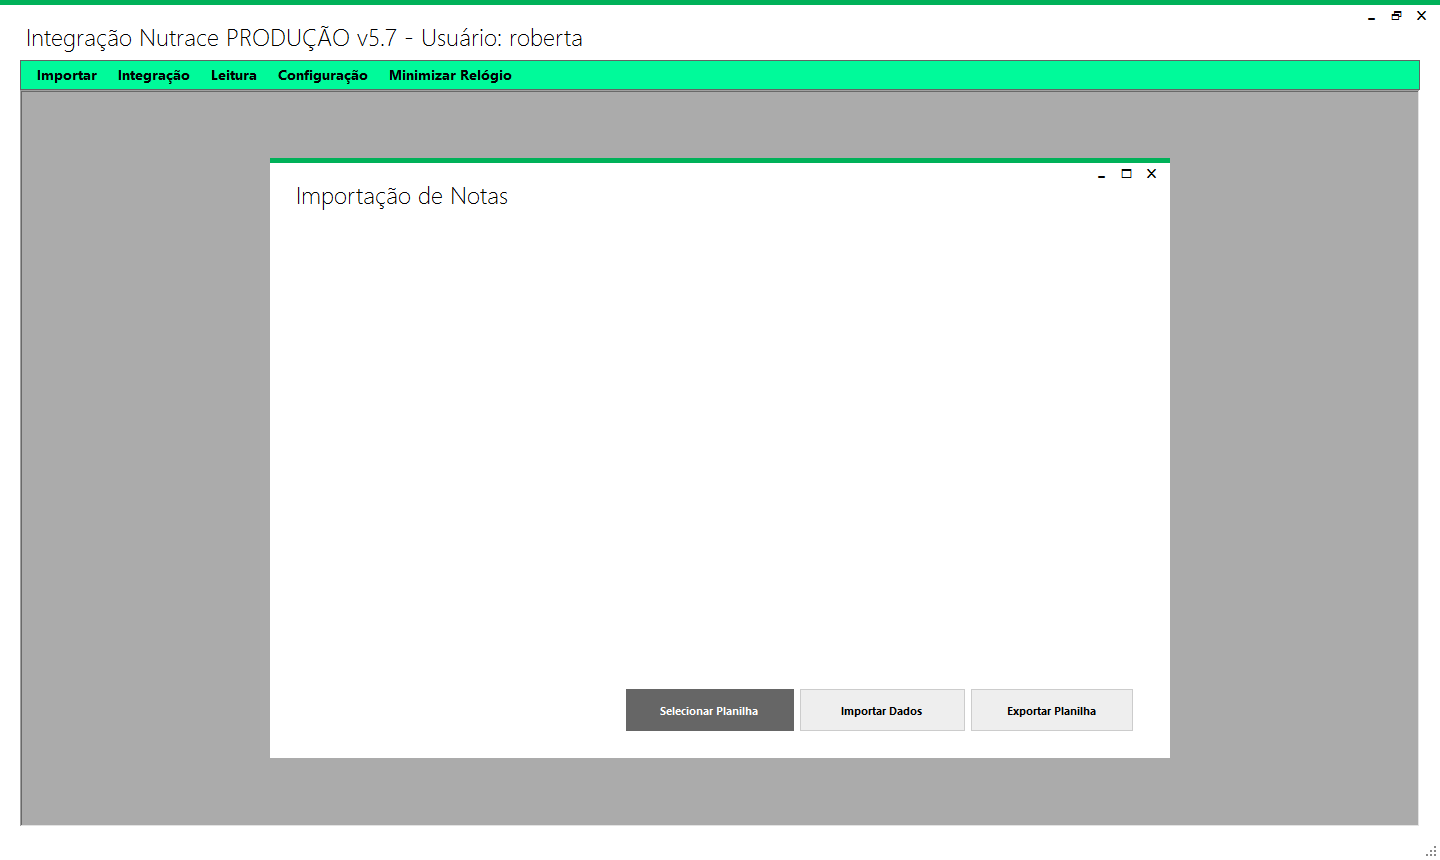 Integração Nutrace PRODUÇÃO v5.7 - Usuário: roberta
Importar Integração Leitura Configuração Minimizar Relógio
Importação de Notas
Selecionar Planilha Importar Dados Exportar Planilha